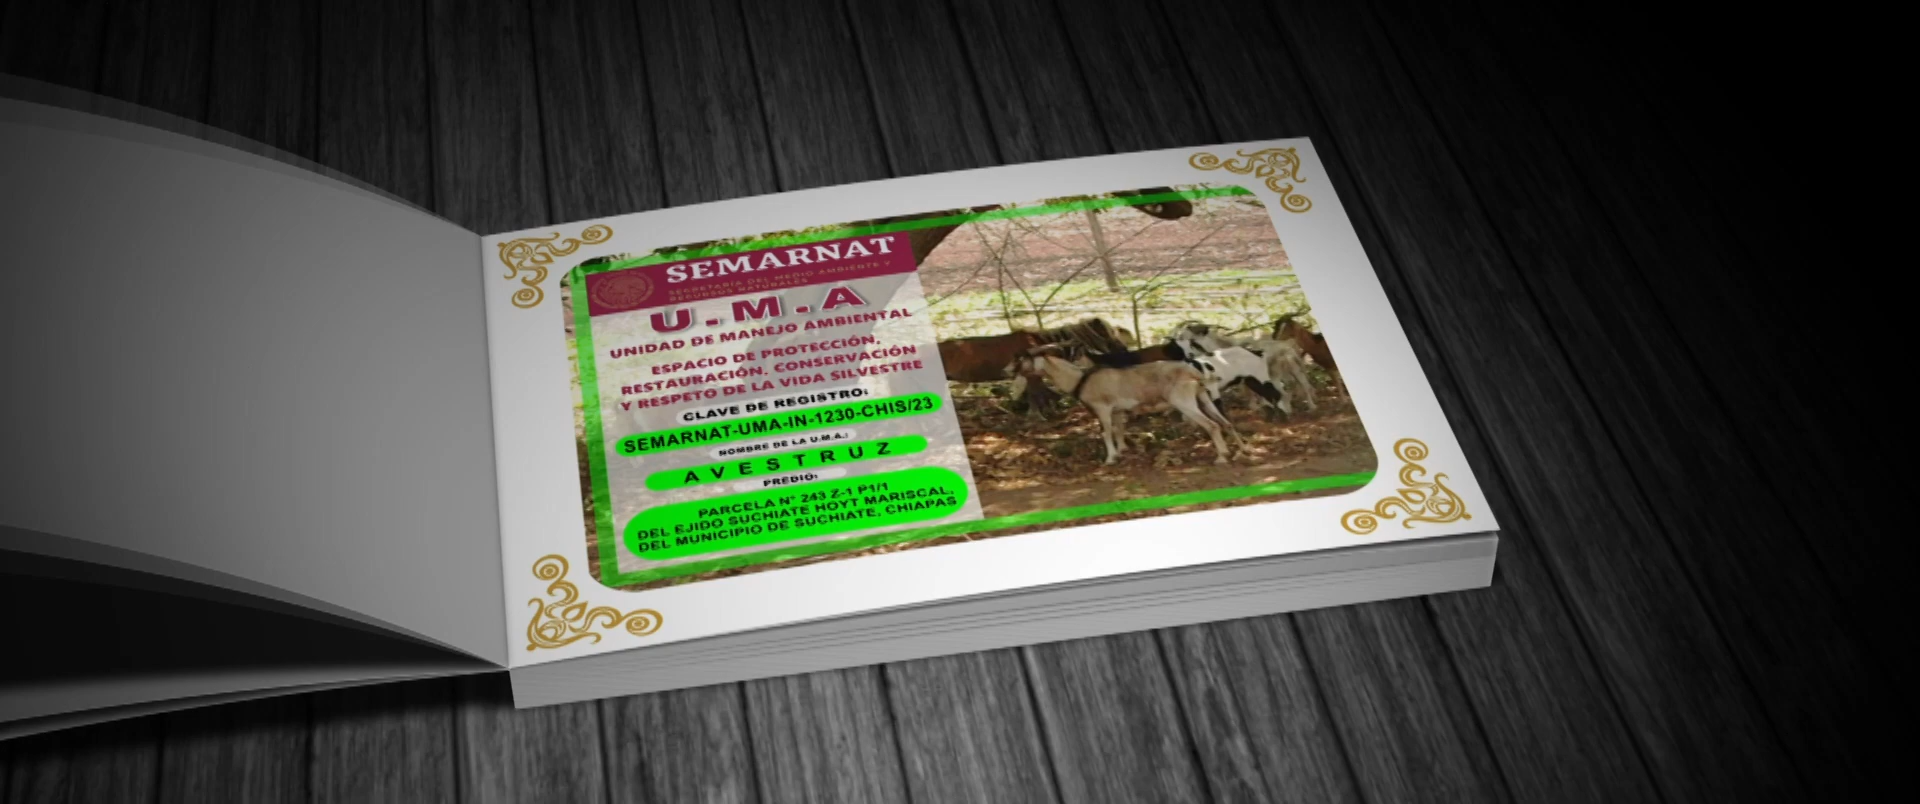 SEMARNAT
SECRETARÍA DEL MEDIO AMBIENTE Y
RECURSOS NATURALES
U.M.A
UNIDAD DE MANEJO AMBIENTAL
ESPACIO DE PROTECCIÓN,
RESTAURACIÓN, CONSERVACIÓN
Y RESPETO DE LA VIDA SILVESTRE
CLAVE DE REGISTRO:
SEMARNAT-UMA-IN-1230-CHIS/23
NOMBRE DE LA U.M.A.:
AVESTRUZ
PREDIO:
PARCELA N° 243 Z-1 P1/1
DEL EJIDO SUCHIATE HOYT MARISCAL,
DEL MUNICIPIO DE SUCHIATE, CHIAPAS